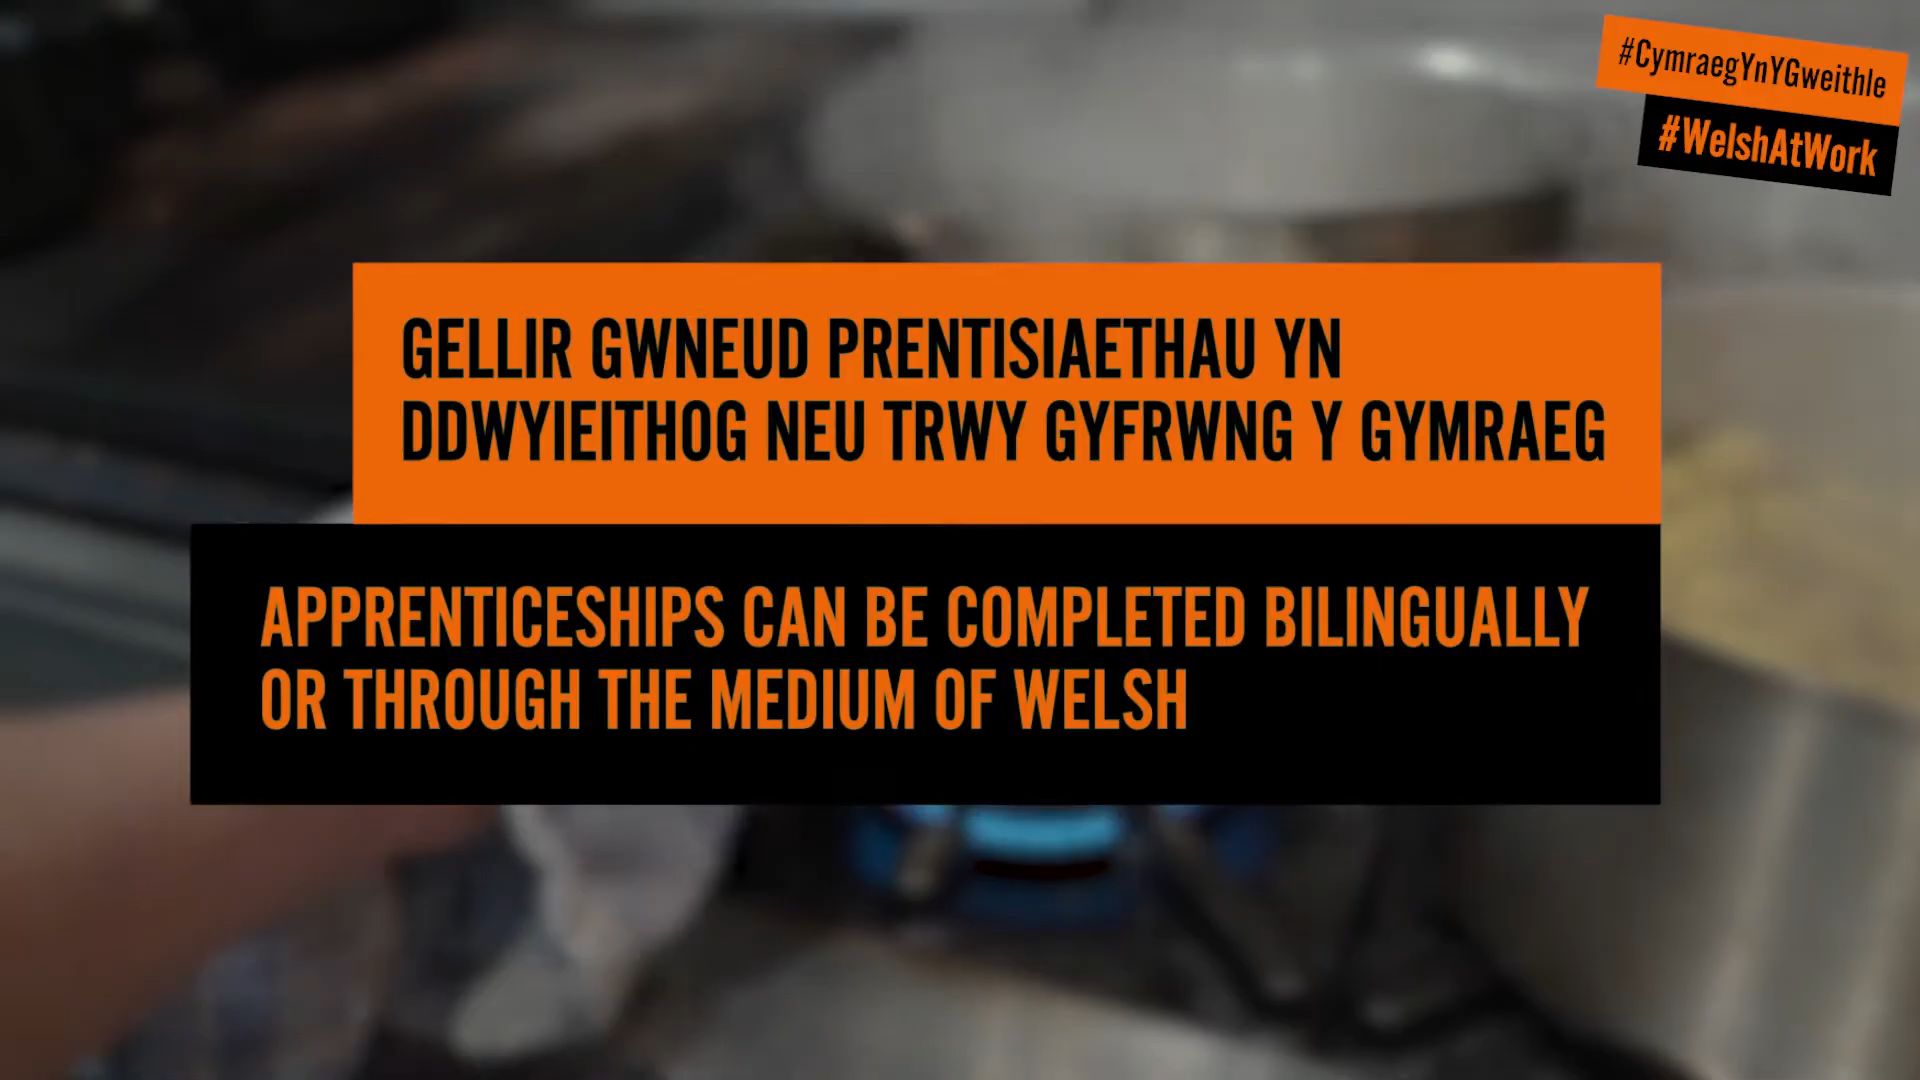 #CymraegYnYGweithle
#WelshAtWork
GELLIR GWNEUD PRENTISIAETHAU YN
DDWYIEITHOG NEU TRWY GYFRWNG Y GYMRAEG
APPRENTICESHIPS CAN BE COMPLETED BILINGUALLY
OR THROUGH THE MEDIUM OF WELSH